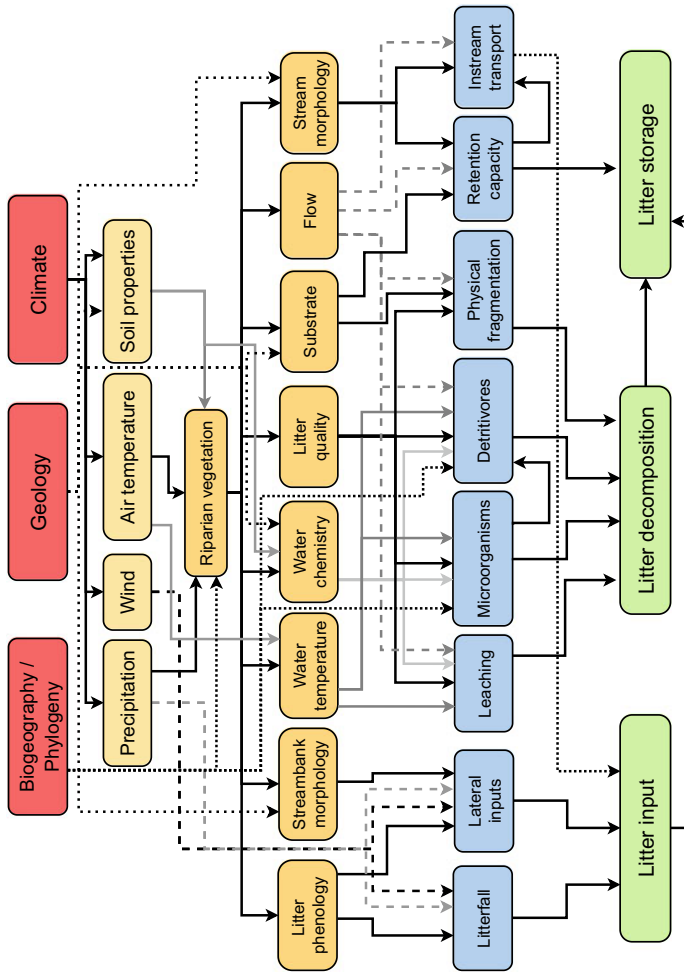 Biogeography /
Phylogeny
Geology
Climate
Precipitation
Wind
Air temperature
Soil properties
Riparian vegetation
Litter
phenology
Streambank
morphology
Water
temperature
Water
chemistry
Litter
quality
Substrate
Flow
Stream
morphology
Litterfall
Lateral
inputs
Leaching
Microorganisms
Detritivores
Physical
fragmentation
Retention
capacity
Instream
transport
Litter input
Litter decomposition
Litter storage